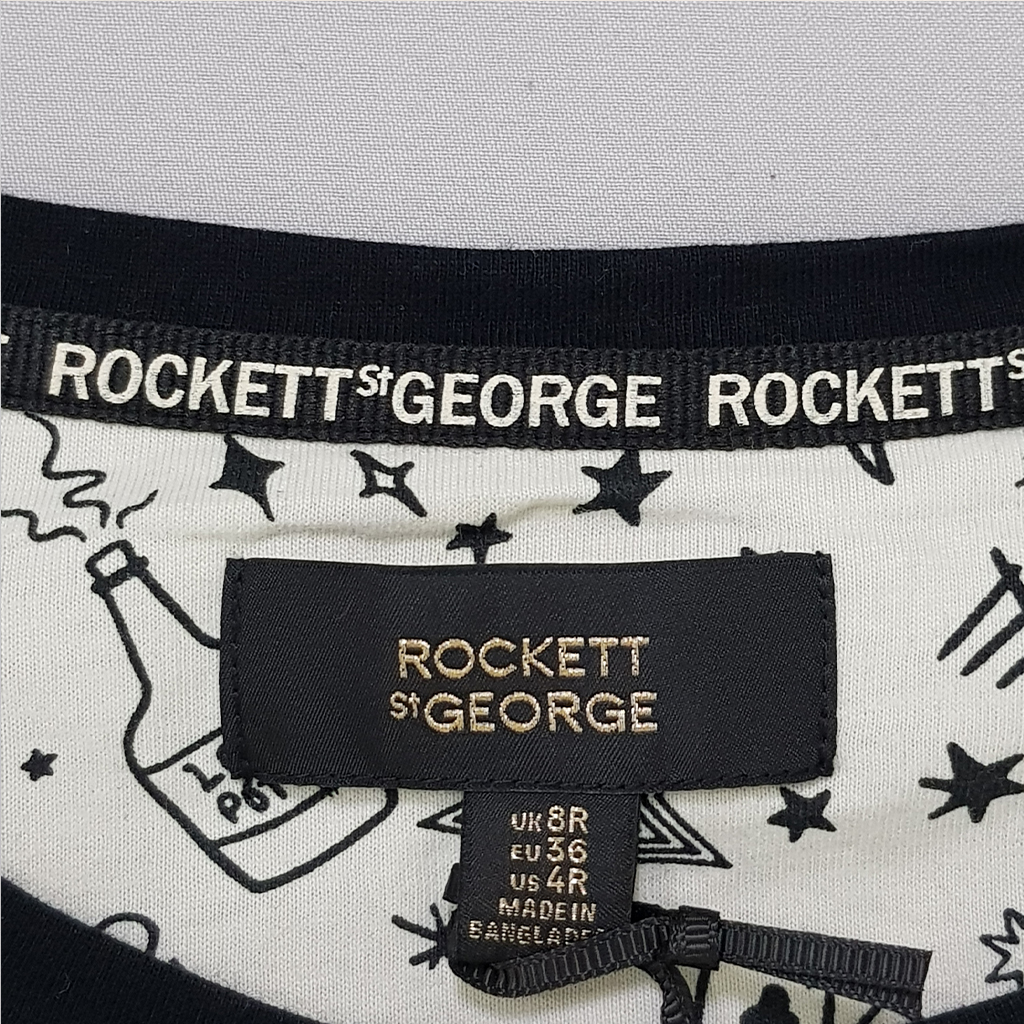 ROCKETT St GEORGE ROCKETT S
ROCKETT
St GEORGE
UK 8R
EU 36
US 4R
MADE IN